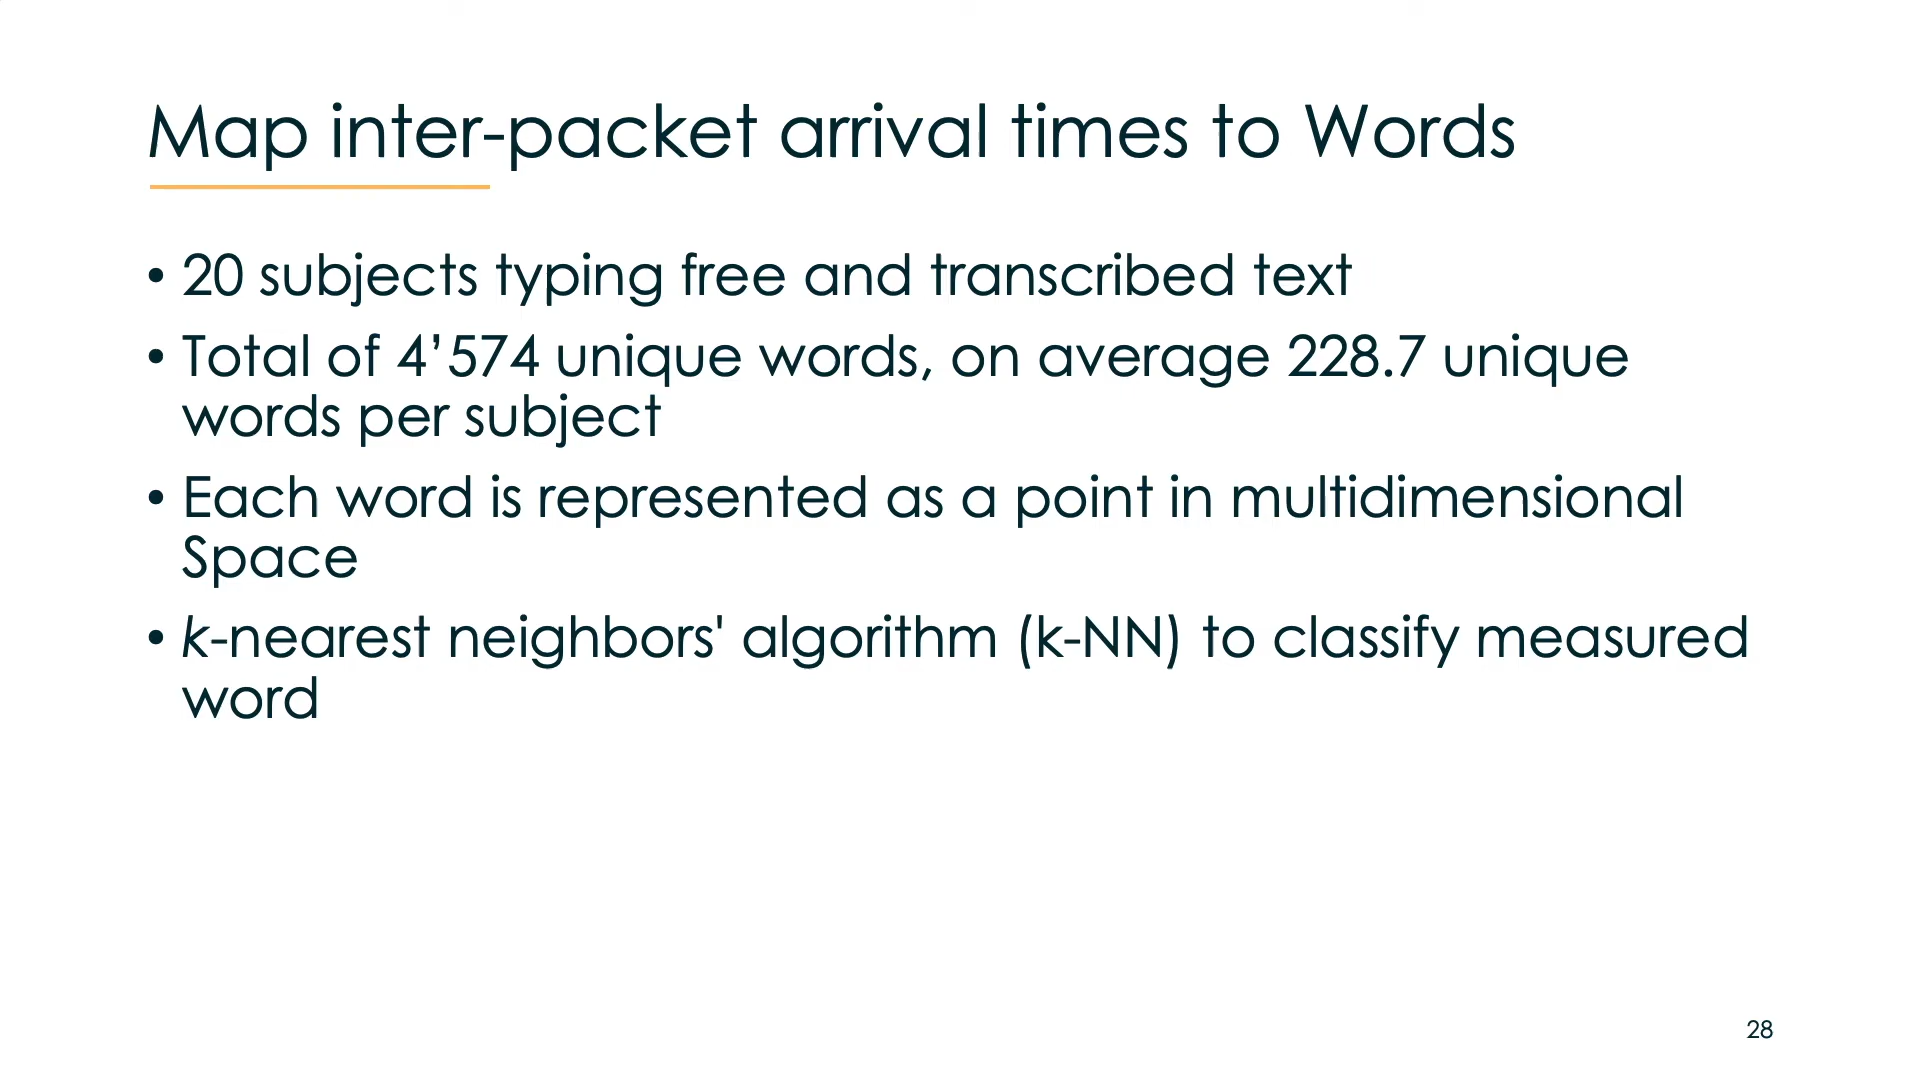 Map inter-packet arrival times to Words
• 20 subjects typing free and transcribed text
• Total of 4’574 unique words, on average 228.7 unique
words per subject
• Each word is represented as a point in multidimensional
Space
• k-nearest neighbors' algorithm (k-NN) to classify measured
word
28